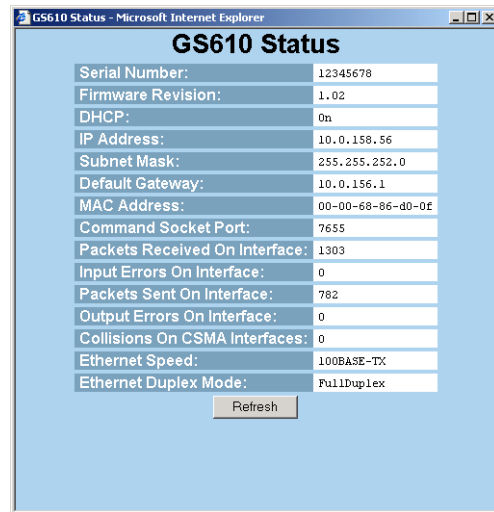 GS610 Status - Microsoft Internet Explorer
GS610 Status
Serial Number: 12345678
Firmware Revision: 1.02
DHCP: On
IP Address: 10.0.158.56
Subnet Mask: 255.255.252.0
Default Gateway: 10.0.156.1
MAC Address: 00-00-68-86-d0-0f
Command Socket Port: 7655
Packets Received On Interface: 1303
Input Errors On Interface: 0
Packets Sent On Interface: 782
Output Errors On Interface: 0
Collisions On CSMA Interfaces: 0
Ethernet Speed: 100BASE-TX
Ethernet Duplex Mode: FullDuplex
Refresh